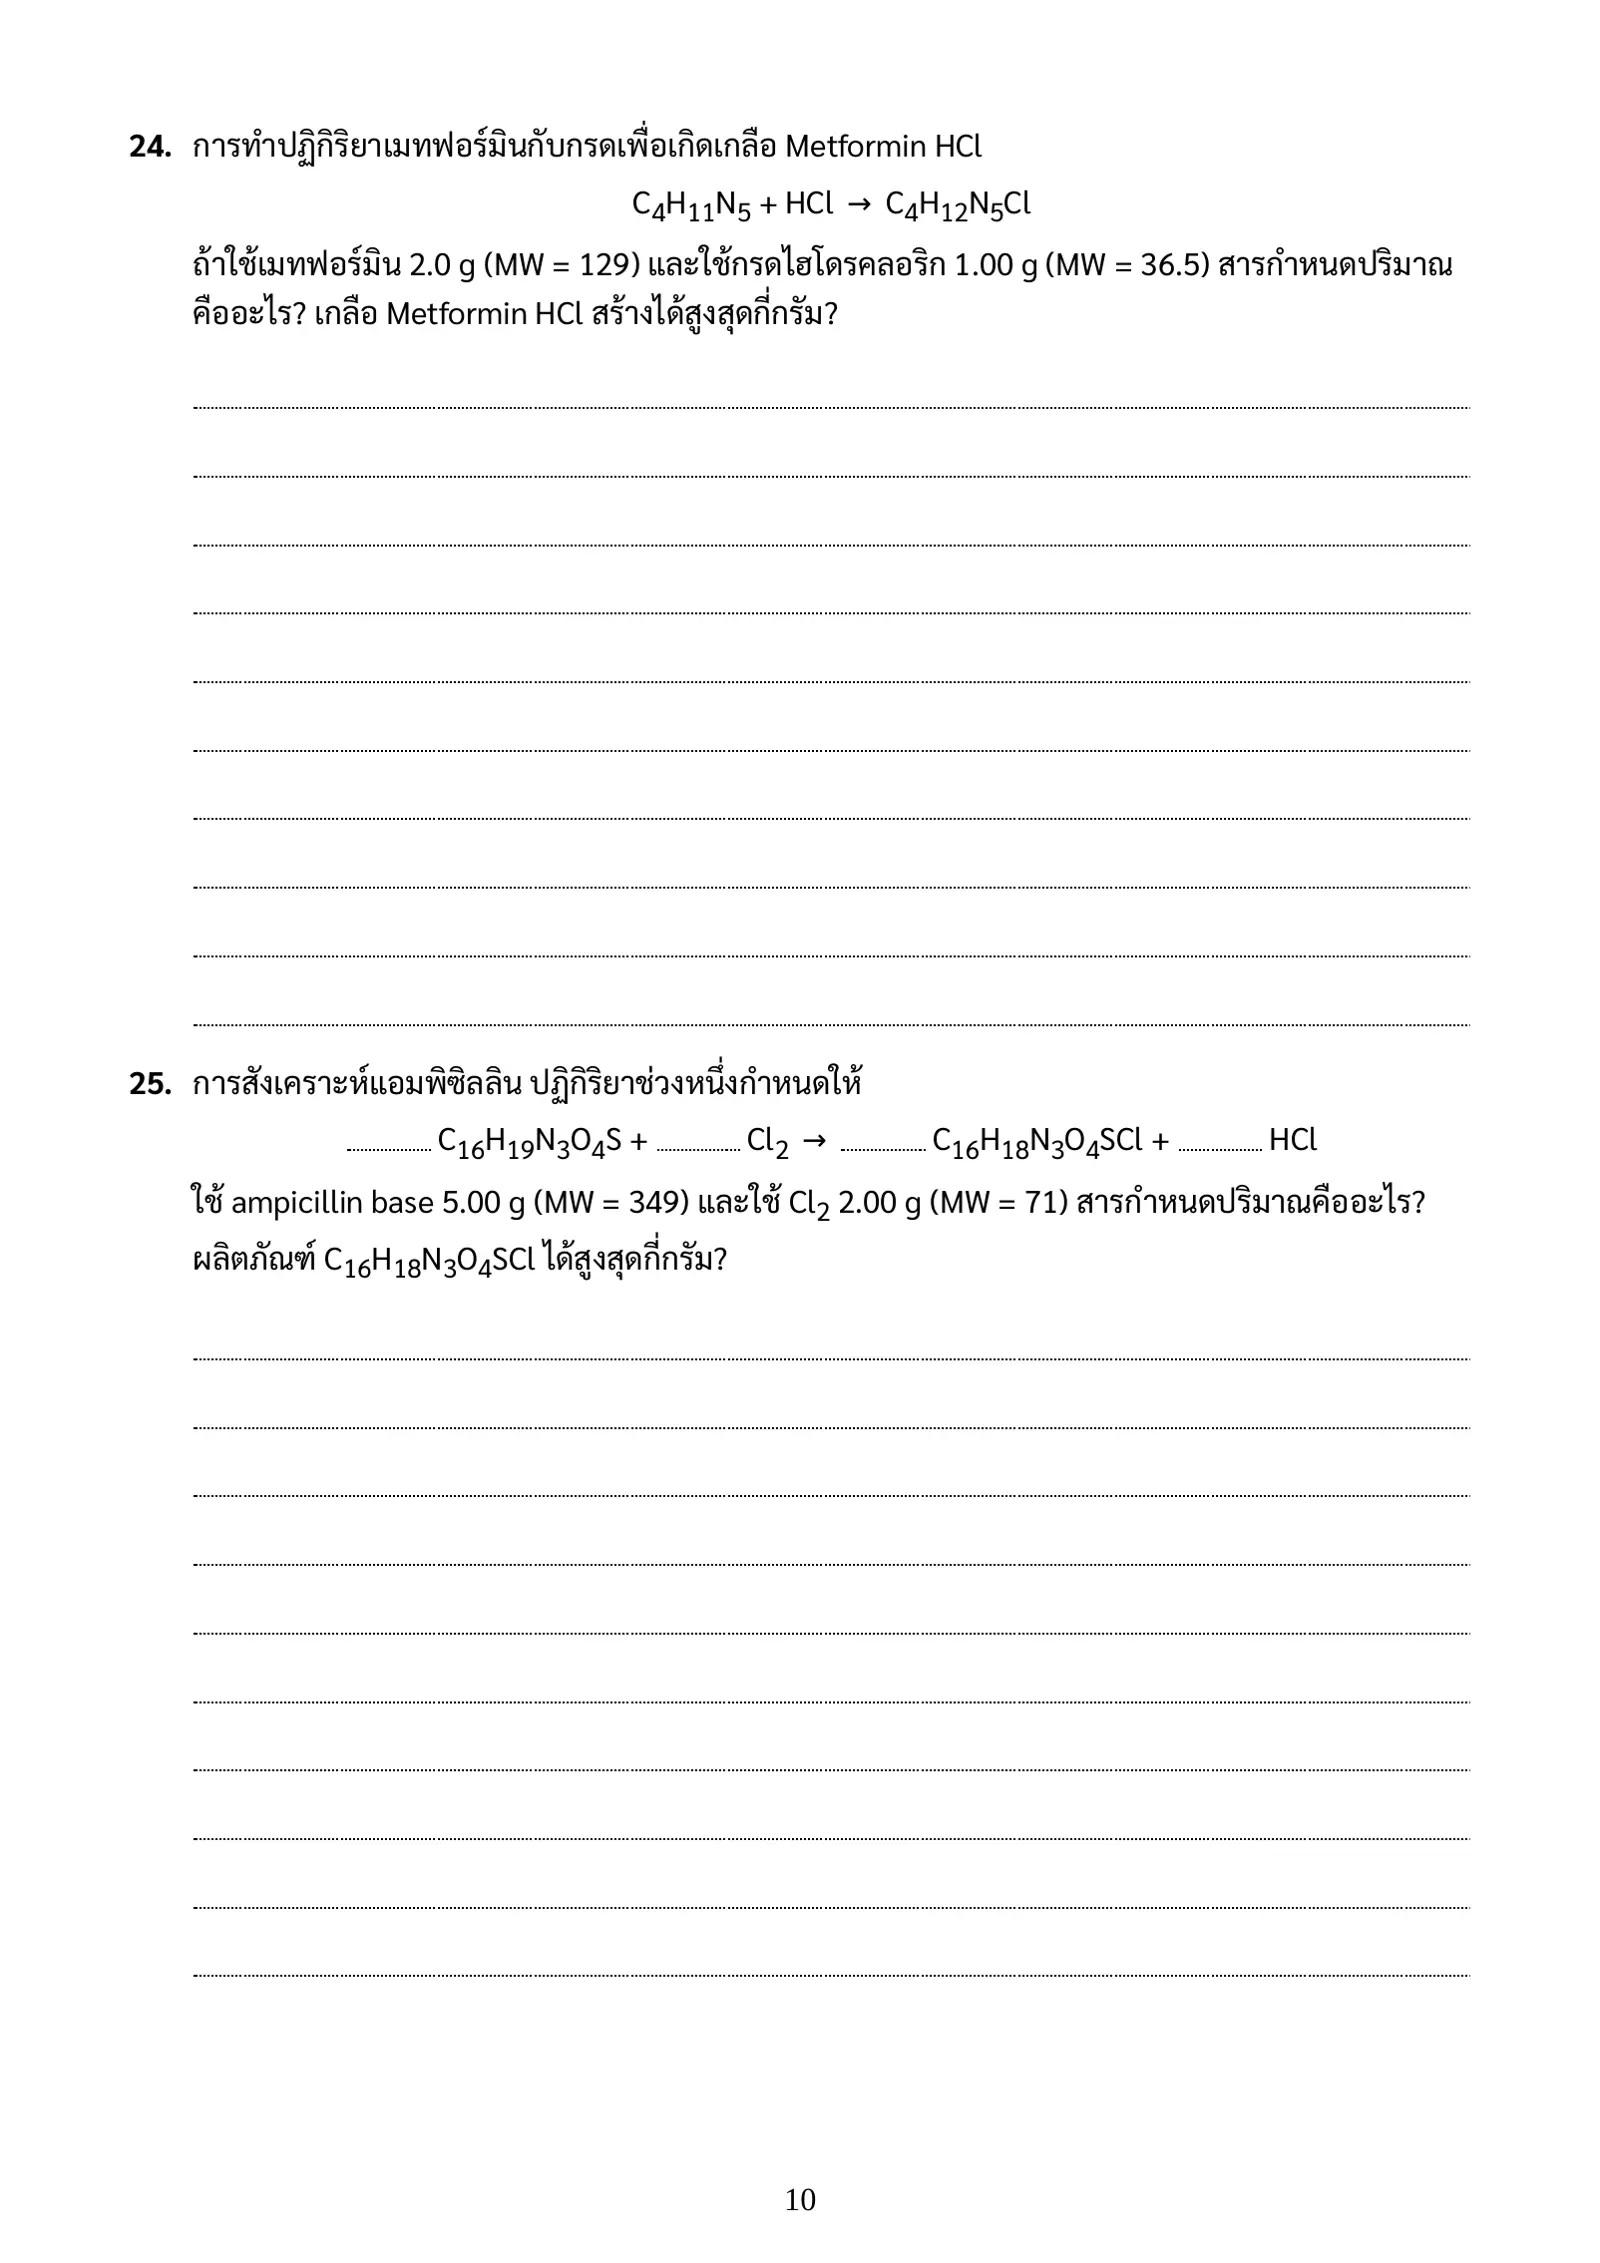 24. การทำปฏิกิริยาเมทฟอร์มินกับกรดเพื่อเกิดเกลือ Metformin HCl
C₄H₁₁N₅ + HCl → C₄H₁₂N₅Cl
ถ้าใช้เมทฟอร์มิน 2.0 g (MW = 129) และใช้กรดไฮโดรคลอริก 1.00 g (MW = 36.5) สารกำหนดปริมาณ
คืออะไร? เกลือ Metformin HCl สร้างได้สูงสุดกี่กรัม?
25. การสังเคราะห์แอมพิซิลลิน ปฏิกิริยาช่วงหนึ่งกำหนดให้
............ C₁₆H₁₉N₃O₄S + ............ Cl₂ → ............ C₁₆H₁₈N₃O₄SCl + ............ HCl
ใช้ ampicillin base 5.00 g (MW = 349) และใช้ Cl₂ 2.00 g (MW = 71) สารกำหนดปริมาณคืออะไร?
ผลิตภัณฑ์ C₁₆H₁₈N₃O₄SCl ได้สูงสุดกี่กรัม?
10